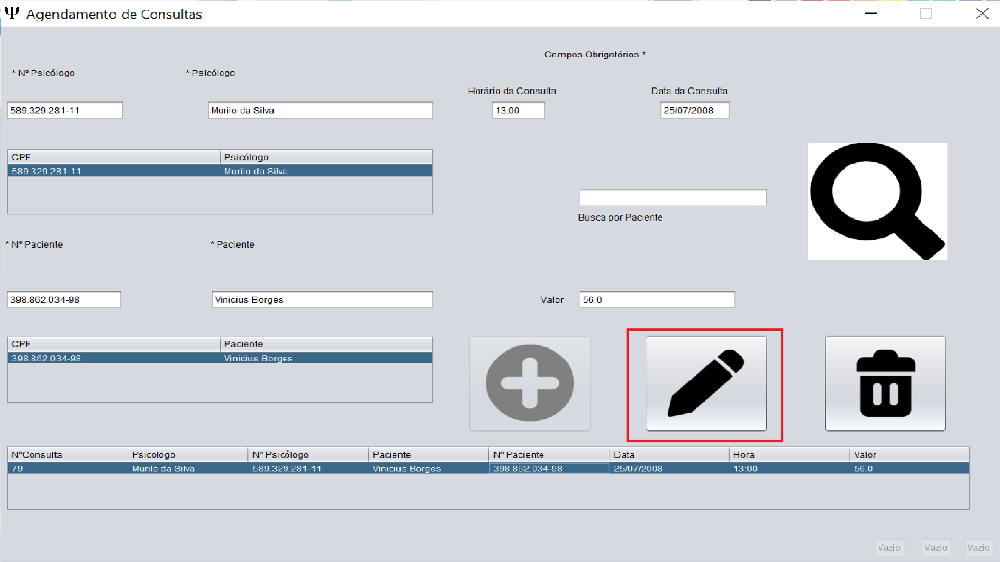 Ψ Agendamento de Consultas
Campos Obrigatórios *
* Nº Psicólogo * Psicólogo
Horário da Consulta Data da Consulta
589.329.281-11 Murilo da Silva 13:00 25/07/2008
CPF Psicólogo
589.329.281-11 Murilo da Silva
Busca por Paciente
* Nº Paciente * Paciente
398.862.034-98 Vinicius Borges Valor 56.0
CPF Paciente
398.862.034-98 Vinicius Borges
NºConsulta Psicologo Nº Psicólogo Paciente Nº Paciente Data Hora Valor
79 Murilo da Silva 589.329.281-11 Vinicius Borges 398.862.034-98 25/07/2008 13:00 56.0
Vazio Vazio Vazio